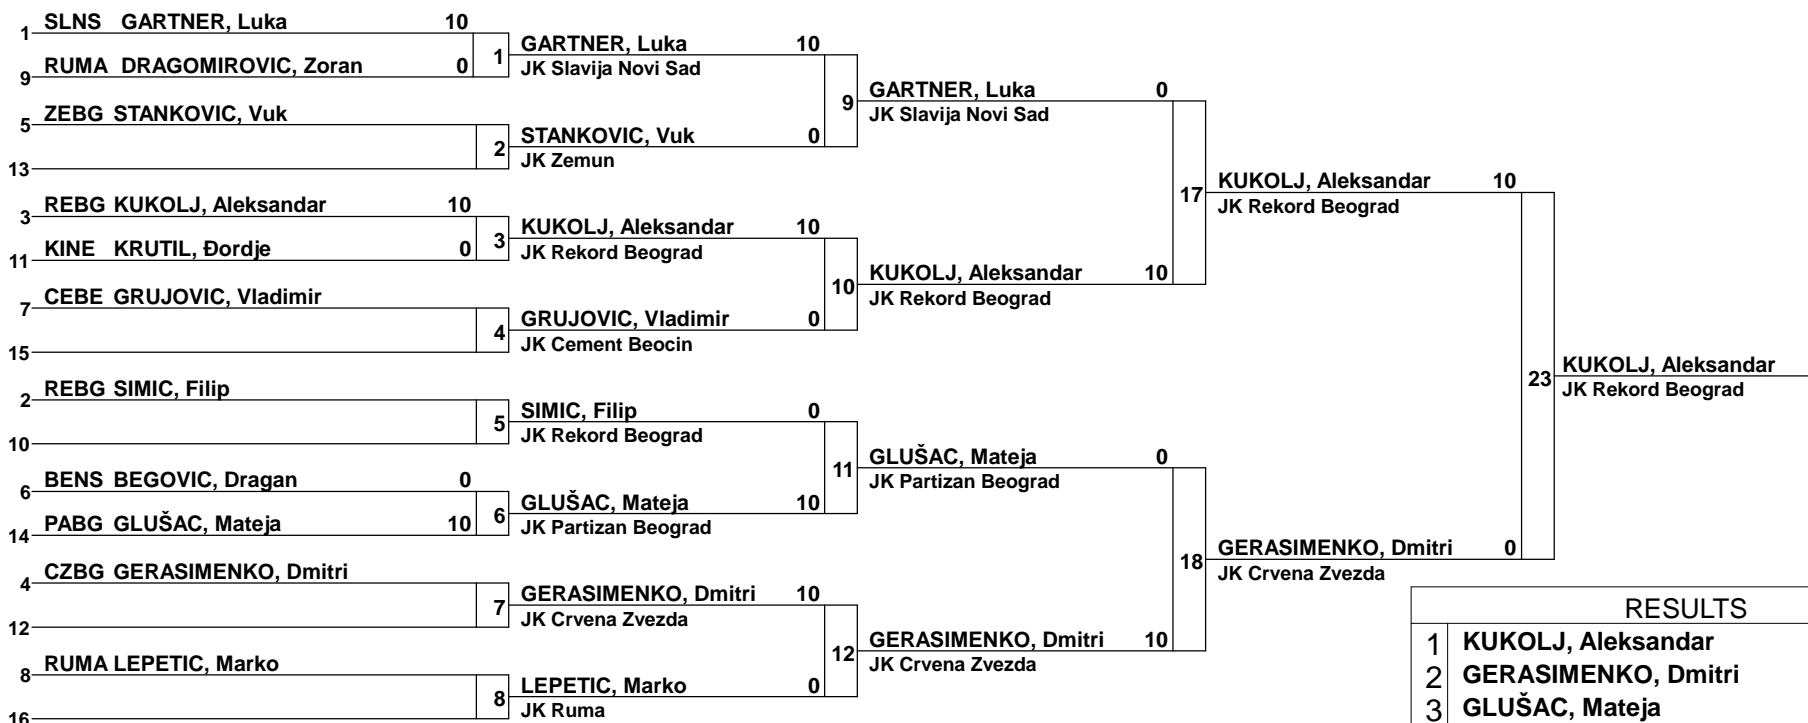 1 SLNS GARTNER, Luka 10
9 RUMA DRAGOMIROVIC, Zoran 0
1
GARTNER, Luka 10
JK Slavija Novi Sad
5 ZEBG STANKOVIC, Vuk
13
2
STANKOVIC, Vuk 0
JK Zemun
9
GARTNER, Luka 0
JK Slavija Novi Sad
3 REBG KUKOLJ, Aleksandar 10
11 KINE KRUTIL, Đordje 0
3
KUKOLJ, Aleksandar 10
JK Rekord Beograd
7 CEBE GRUJOVIC, Vladimir
15
4
GRUJOVIC, Vladimir 0
JK Cement Beocin
10
KUKOLJ, Aleksandar 10
JK Rekord Beograd
17
KUKOLJ, Aleksandar 10
JK Rekord Beograd
2 REBG SIMIC, Filip
10
5
SIMIC, Filip 0
JK Rekord Beograd
6 BENS BEGOVIC, Dragan 0
14 PABG GLUŠAC, Mateja 10
6
GLUŠAC, Mateja 10
JK Partizan Beograd
11
GLUŠAC, Mateja 0
JK Partizan Beograd
4 CZBG GERASIMENKO, Dmitri
12
7
GERASIMENKO, Dmitri 10
JK Crvena Zvezda
8 RUMA LEPETIC, Marko
16
8
LEPETIC, Marko 0
JK Ruma
12
GERASIMENKO, Dmitri 10
JK Crvena Zvezda
18
GERASIMENKO, Dmitri 0
JK Crvena Zvezda
23
KUKOLJ, Aleksandar
JK Rekord Beograd
RESULTS
1 KUKOLJ, Aleksandar
2 GERASIMENKO, Dmitri
3 GLUŠAC, Mateja